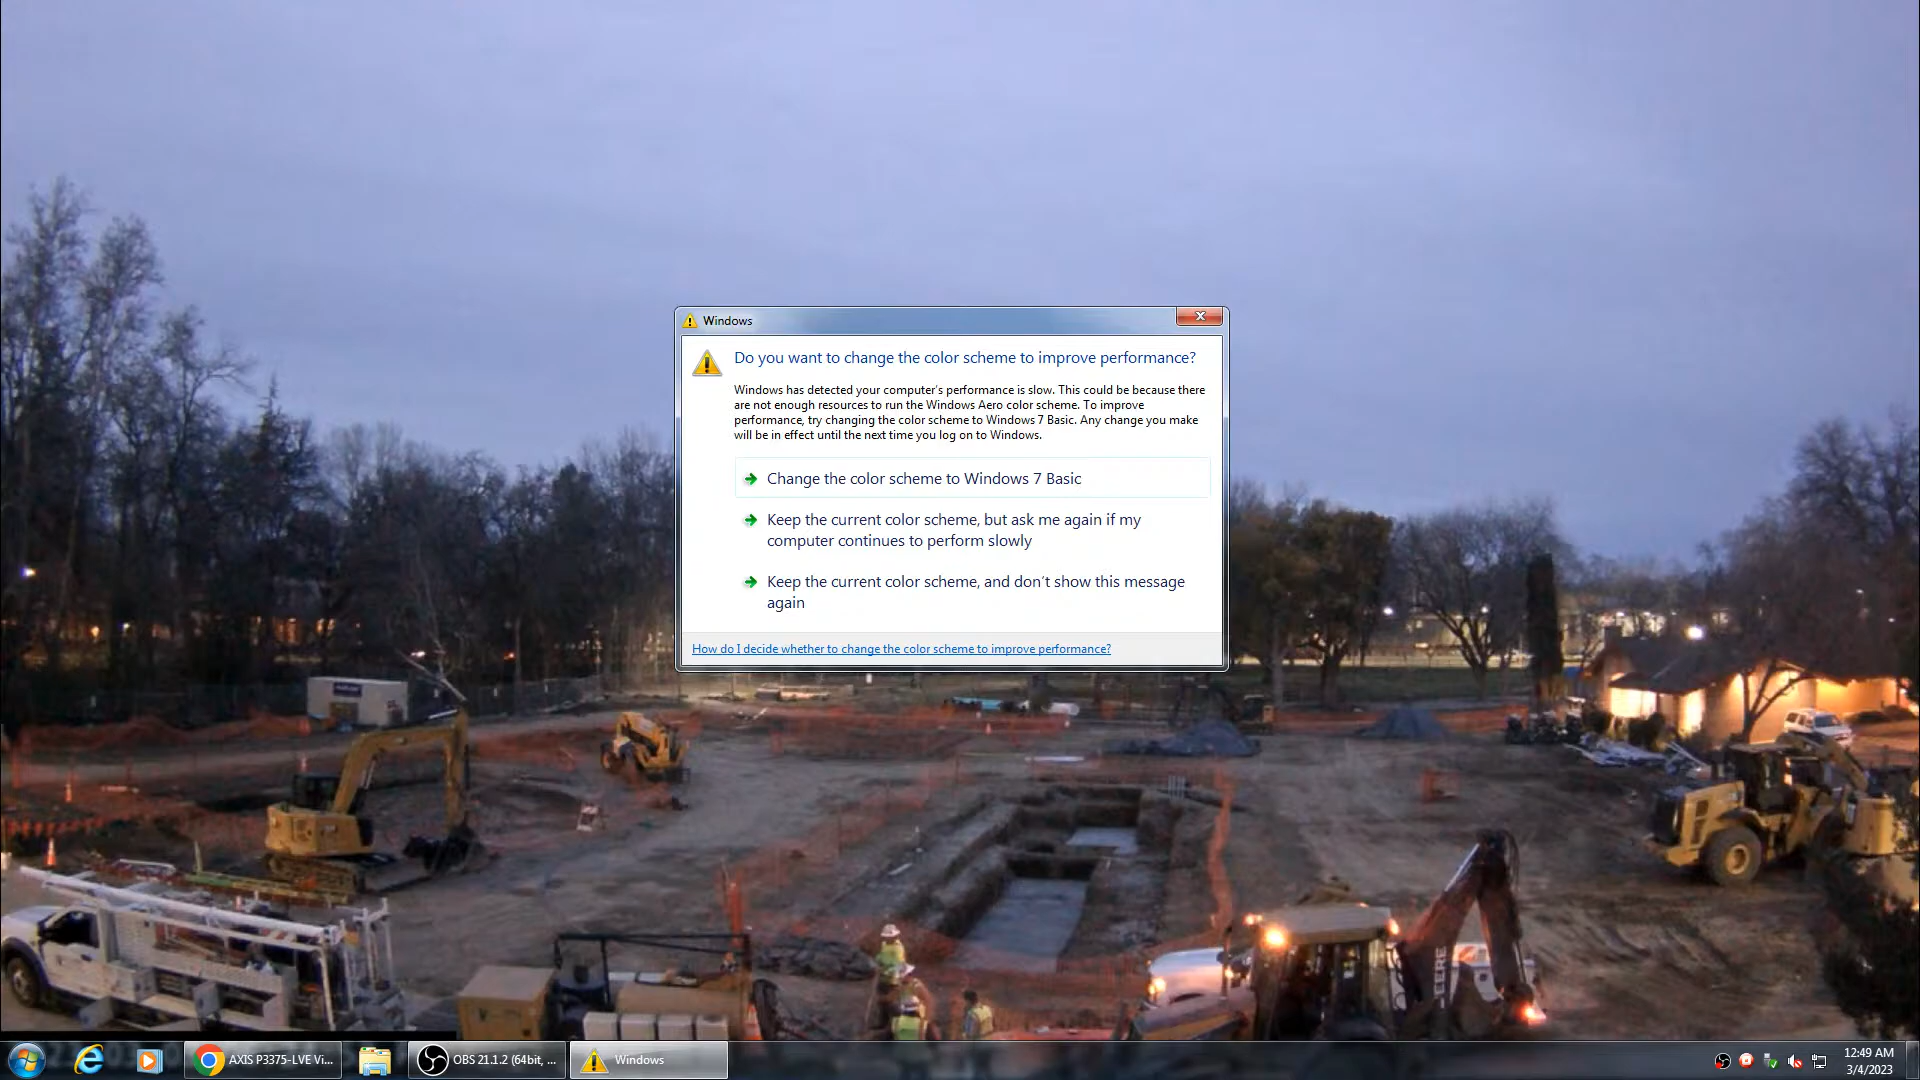 Windows
Do you want to change the color scheme to improve performance?
Windows has detected your computer's performance is slow. This could be because there
are not enough resources to run the Windows Aero color scheme. To improve
performance, try changing the color scheme to Windows 7 Basic. Any change you make
will be in effect until the next time you log on to Windows.
Change the color scheme to Windows 7 Basic
Keep the current color scheme, but ask me again if my
computer continues to perform slowly
Keep the current color scheme, and don't show this message
again
How do I decide whether to change the color scheme to improve performance?
DEERE
AXIS P3375-LVE Vi...
OBS 21.1.2 (64bit, ...
Windows
12:49 AM
3/4/2023